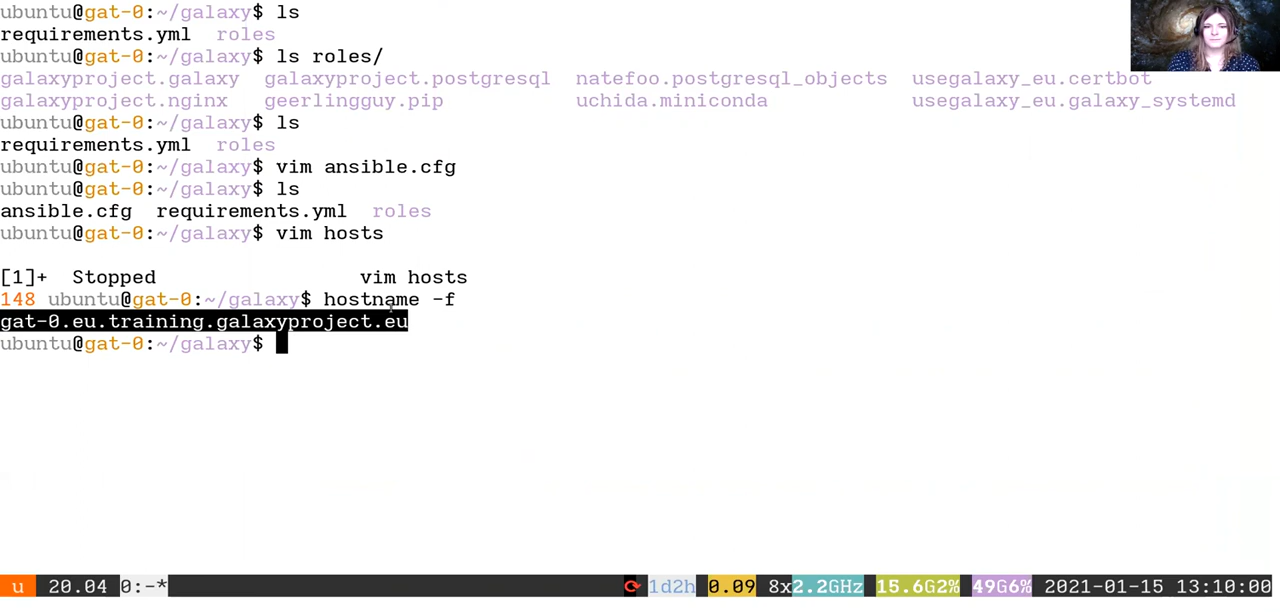 ubuntu@gat-0:~/galaxy$ ls
requirements.yml  roles
ubuntu@gat-0:~/galaxy$ ls roles/
galaxyproject.galaxy  galaxyproject.postgresql  natefoo.postgresql_objects  usegalaxy_eu.certbot
galaxyproject.nginx  geerlingguy.pip  uchida.miniconda  usegalaxy_eu.galaxy_systemd
ubuntu@gat-0:~/galaxy$ ls
requirements.yml  roles
ubuntu@gat-0:~/galaxy$ vim ansible.cfg
ubuntu@gat-0:~/galaxy$ ls
ansible.cfg  requirements.yml  roles
ubuntu@gat-0:~/galaxy$ vim hosts
[1]+  Stopped                 vim hosts
148 ubuntu@gat-0:~/galaxy$ hostname -f
gat-0.eu.training.galaxyproject.eu
ubuntu@gat-0:~/galaxy$
u  20.04 0:-* 1d2h 0.09 8x2.2GHz 15.6G2% 49G6% 2021-01-15 13:10:00